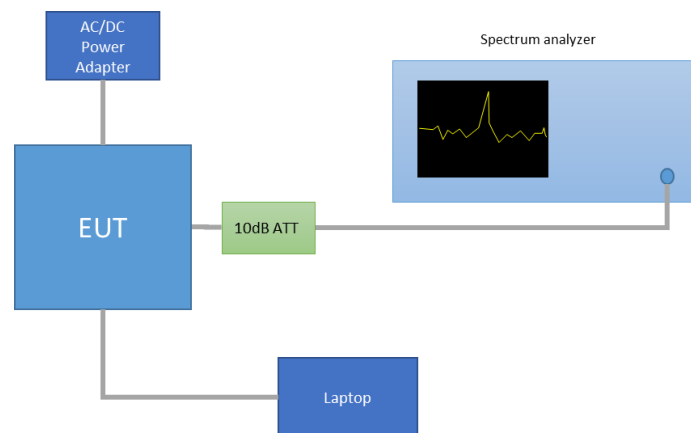 AC/DC
Power
Adapter
Spectrum analyzer
EUT
10dB ATT
Laptop